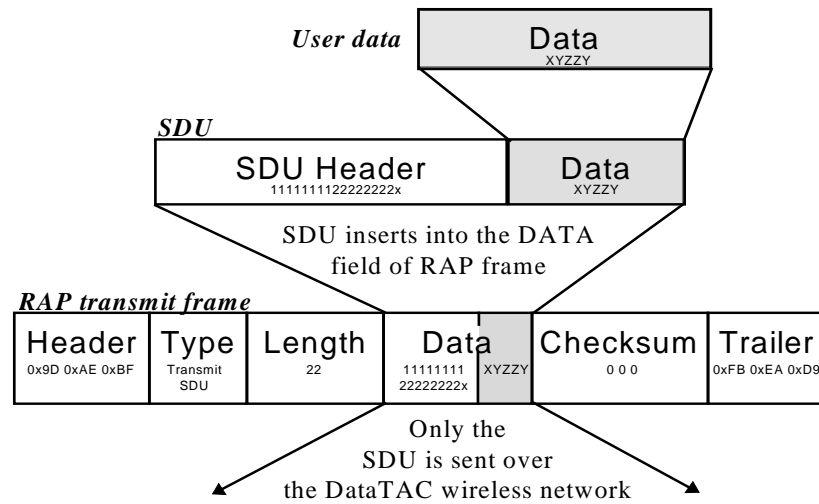 User data
Data
XYZZY
SDU
SDU Header
1111111122222222x
Data
XYZZY
SDU inserts into the DATA
field of RAP frame
RAP transmit frame
Header
0x9D 0xAE 0xBF
Type
Transmit
SDU
Length
22
Data
11111111
22222222x
XYZZY
Checksum
0 0 0
Trailer
0xFB 0xEA 0xD9
Only the
SDU is sent over
the DataTAC wireless network